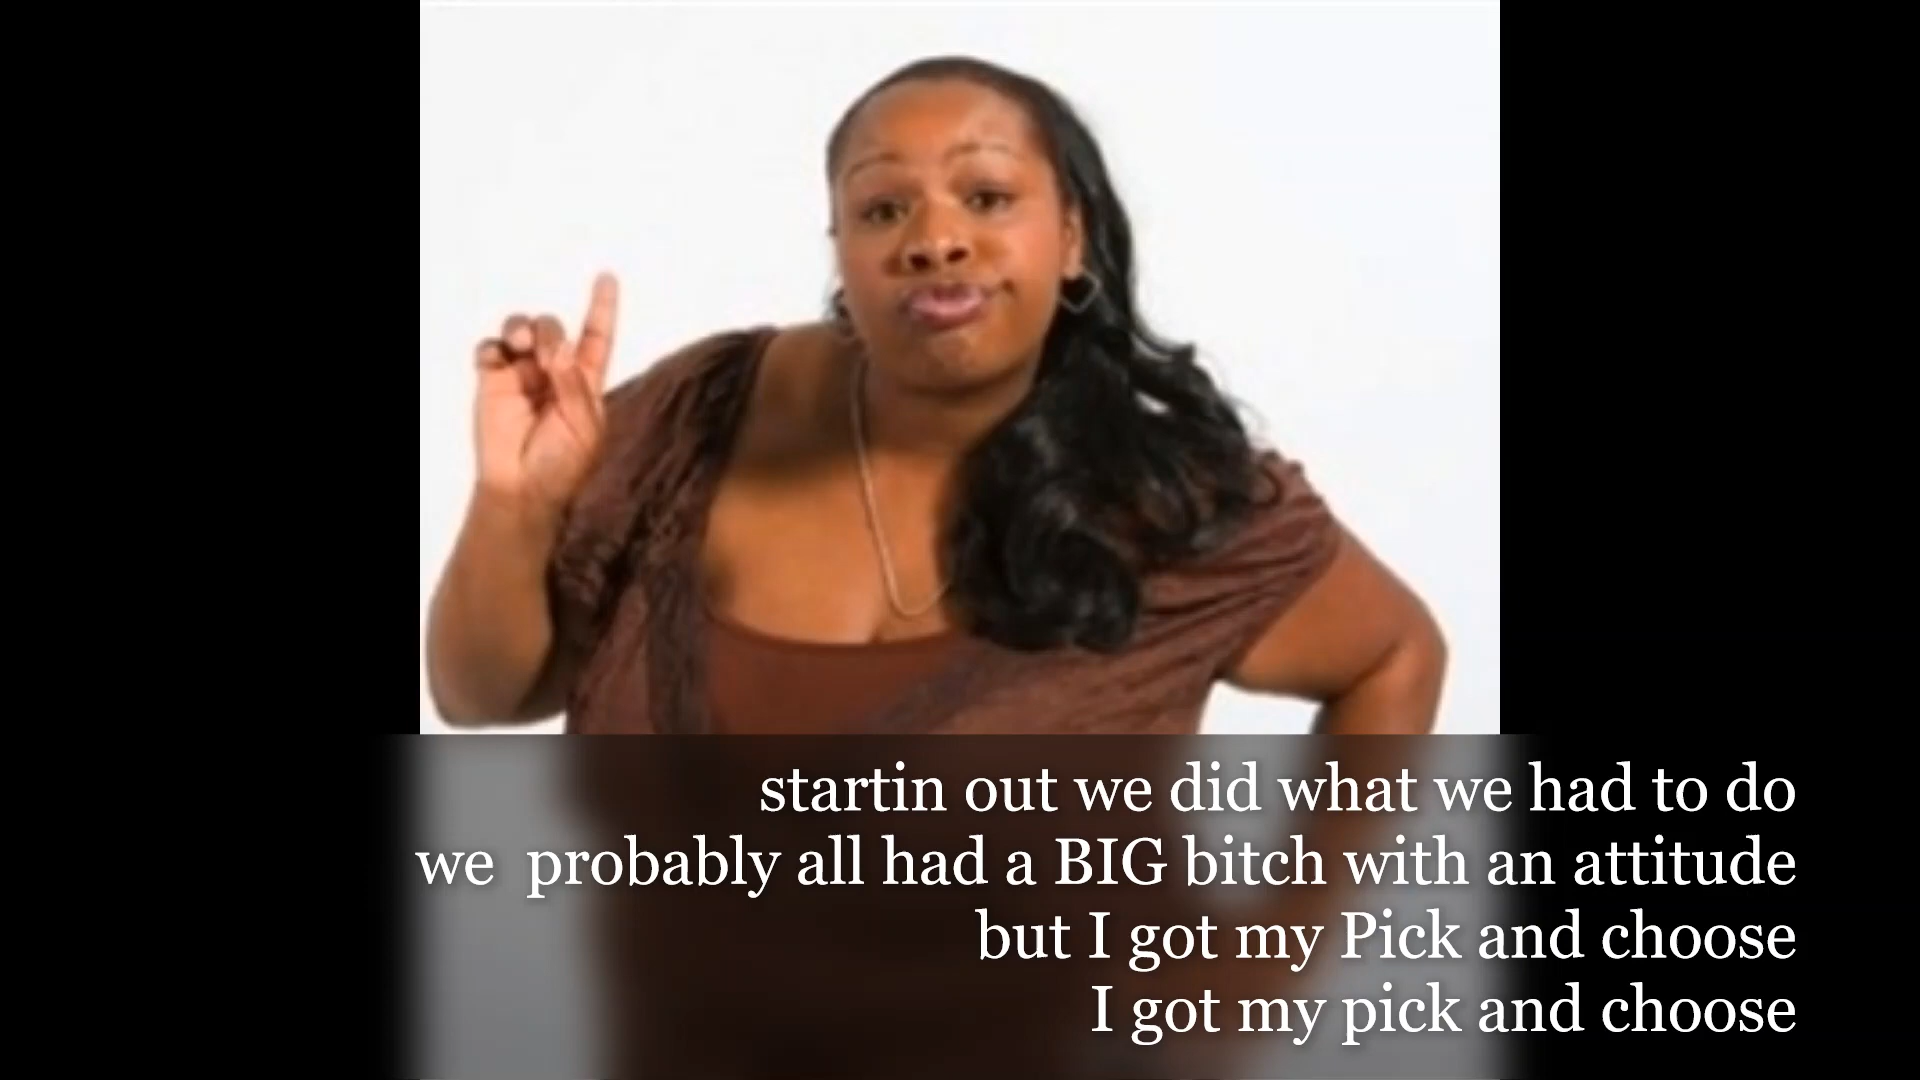 startin out we did what we had to do
we  probably all had a BIG bitch with an attitude
but I got my Pick and choose
I got my pick and choose